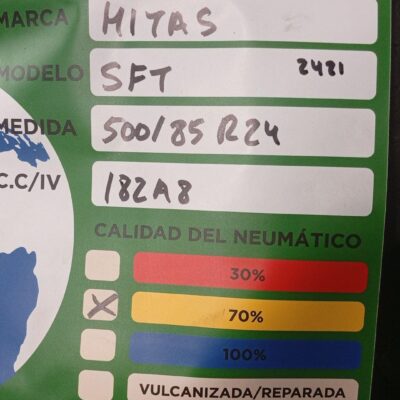 MARCA MITAS
MODELO SFT 2421
MEDIDA 500/85 R24
C.C/IV 182A8
CALIDAD DEL NEUMÁTICO
30%
X 70%
100%
VULCANIZADA/REPARADA